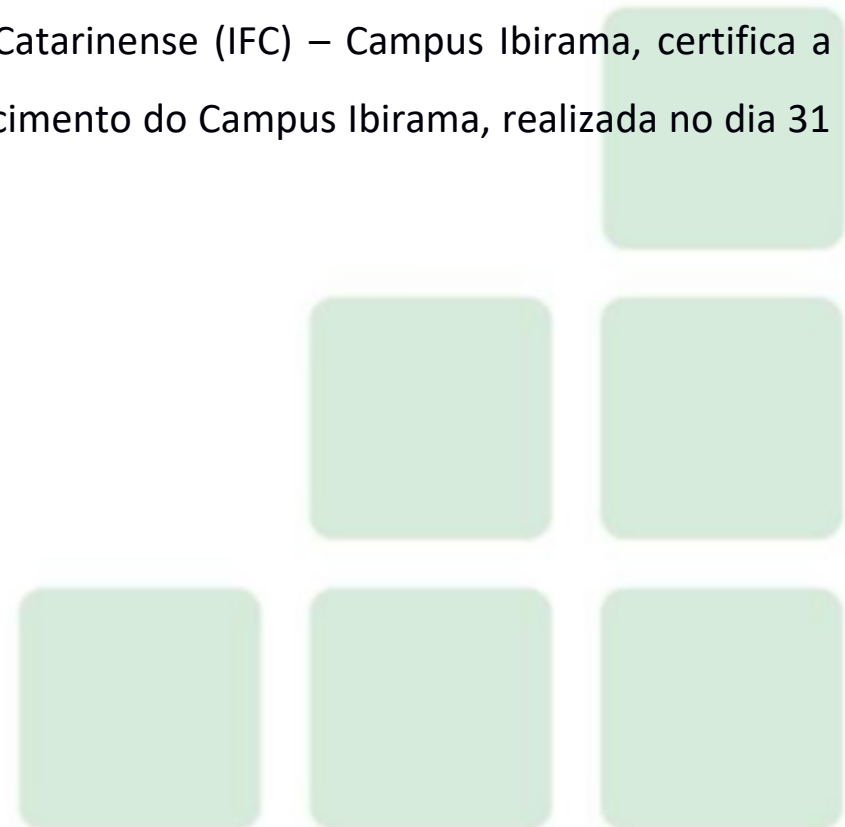 Catarinense (IFC) – Campus Ibirama, certifica a
cimento do Campus Ibirama, realizada no dia 31